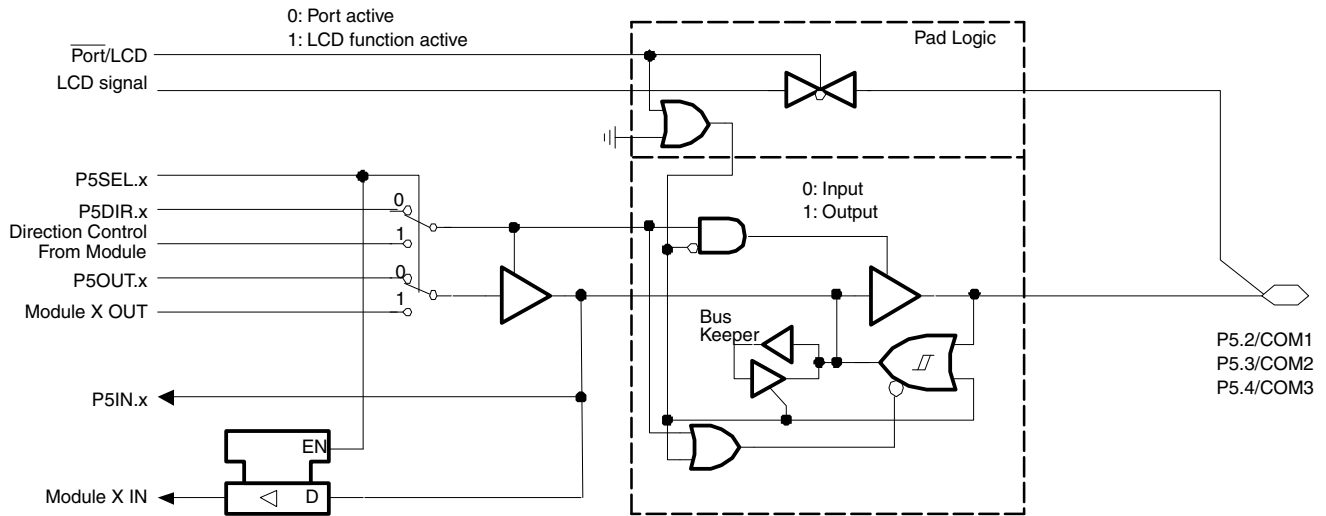 0: Port active
1: LCD function active
Port/LCD
LCD signal
Pad Logic
P5SEL.x
P5DIR.x
0
Direction Control
From Module
1
P5OUT.x
0
Module X OUT
1
0: Input
1: Output
Bus
Keeper
P5.2/COM1
P5.3/COM2
P5.4/COM3
P5IN.x
EN
Module X IN
D